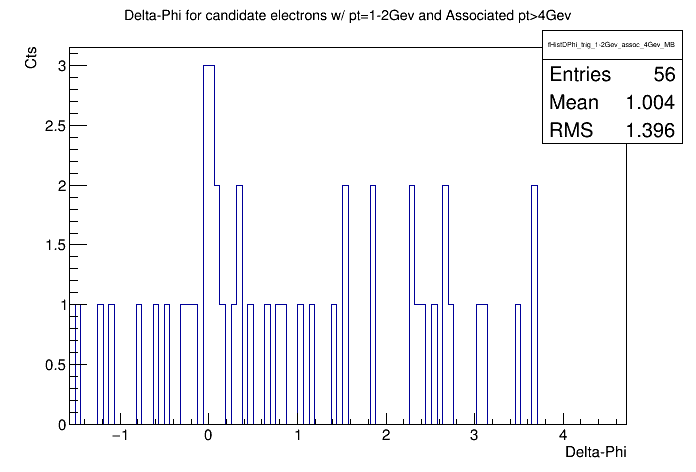 Delta-Phi for candidate electrons w/ pt=1-2Gev and Associated pt>4Gev
fHistDPhi_trig_1-2Gev_assoc_4Gev_MB
Entries 56
Mean 1.004
RMS 1.396
Cts
3
2.5
2
1.5
1
0.5
0
−1 0 1 2 3 4
Delta-Phi